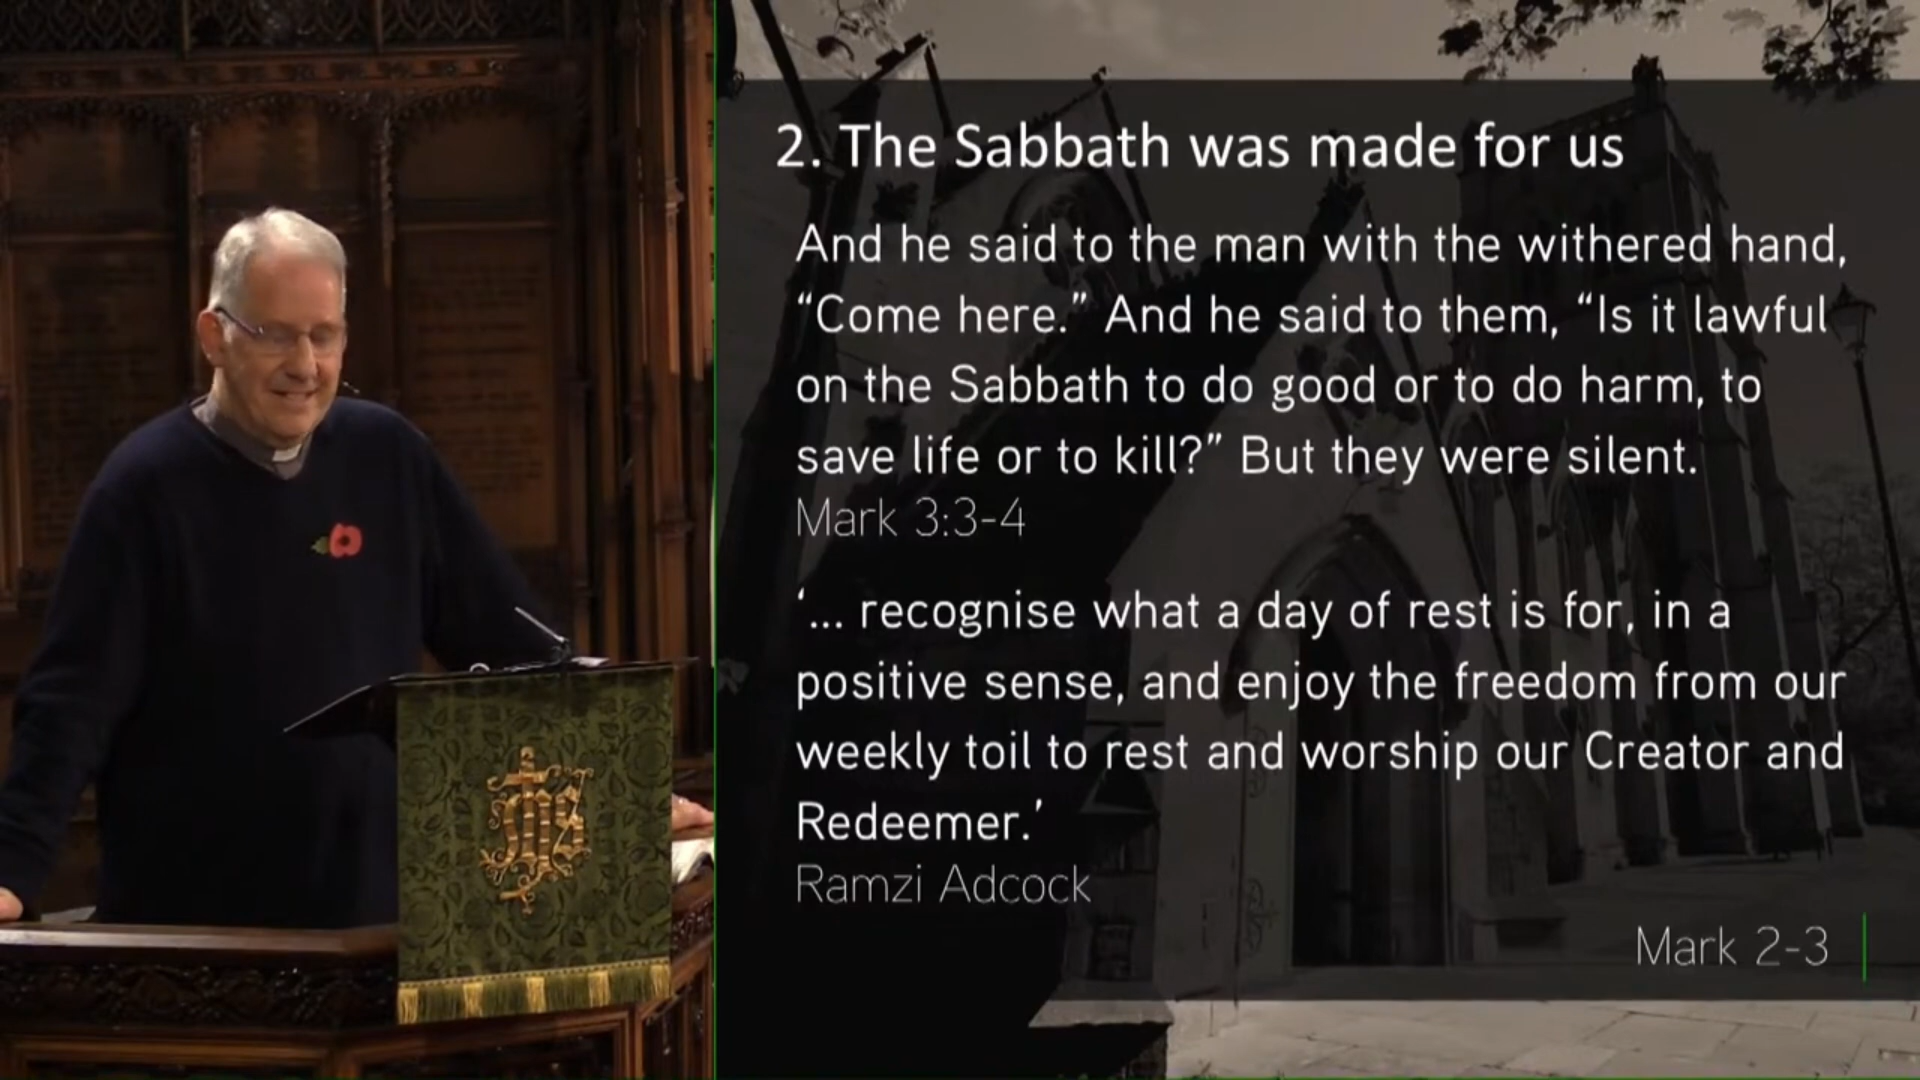 2. The Sabbath was made for us
And he said to the man with the withered hand,
“Come here.” And he said to them, “Is it lawful
on the Sabbath to do good or to do harm, to
save life or to kill?” But they were silent.
Mark 3:3-4
‘... recognise what a day of rest is for, in a
positive sense, and enjoy the freedom from our
weekly toil to rest and worship our Creator and
Redeemer.’
Ramzi Adcock
Mark 2-3
ihs